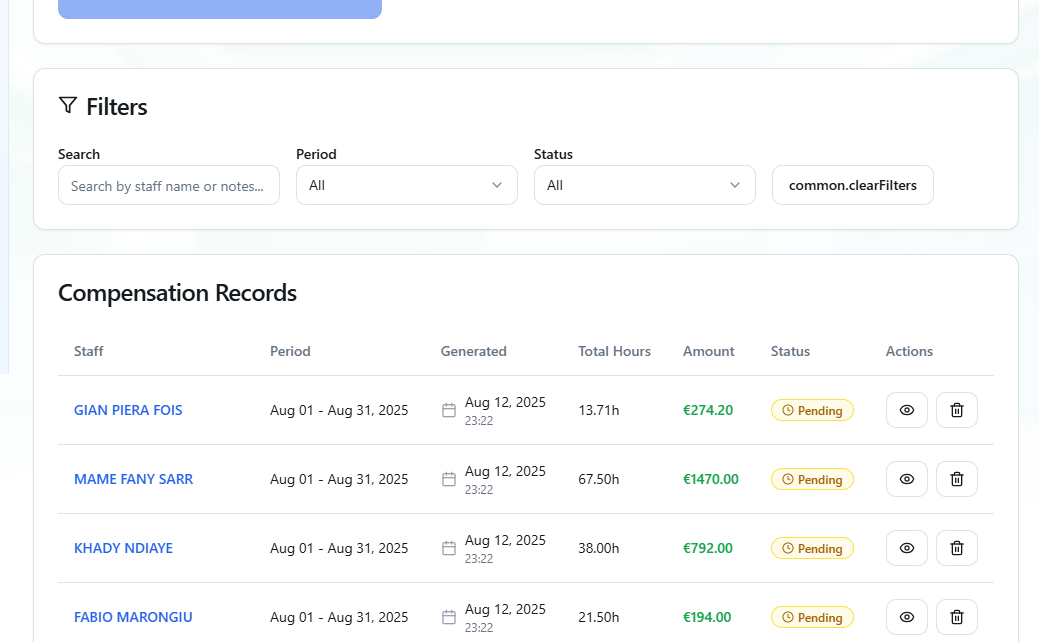 Filters
Search Period Status
Search by staff name or notes... All All common.clearFilters
Compensation Records
Staff Period Generated Total Hours Amount Status Actions
GIAN PIERA FOIS Aug 01 - Aug 31, 2025 Aug 12, 2025 13.71h €274.20 Pending
23:22
MAME FANY SARR Aug 01 - Aug 31, 2025 Aug 12, 2025 67.50h €1470.00 Pending
23:22
KHADY NDIAYE Aug 01 - Aug 31, 2025 Aug 12, 2025 38.00h €792.00 Pending
23:22
FABIO MARONGIU Aug 01 - Aug 31, 2025 Aug 12, 2025 21.50h €194.00 Pending
23:22